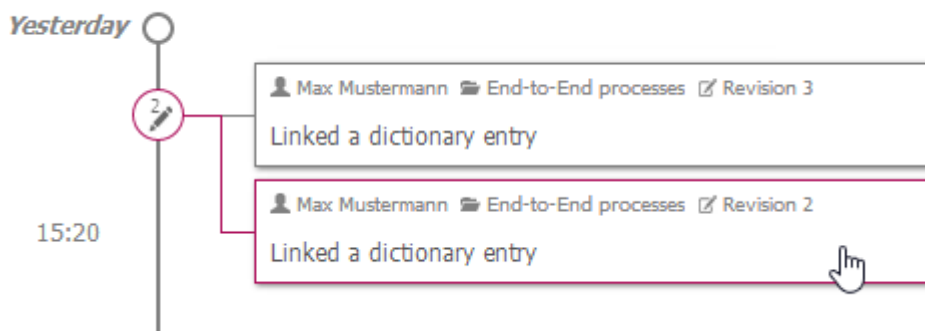 Yesterday
2
Max Mustermann End-to-End processes Revision 3
Linked a dictionary entry
Max Mustermann End-to-End processes Revision 2
15:20
Linked a dictionary entry